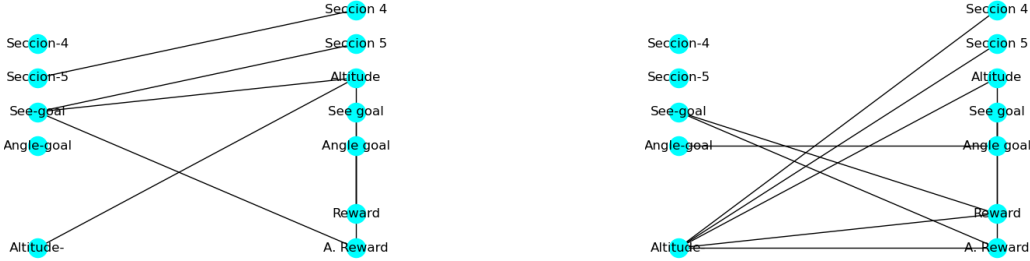 Seccion 4
Seccion-4
Seccion 5
Seccion-5
Altitude
See-goal
See goal
Angle-goal
Angle goal
Reward
Altitude-
A. Reward
Seccion 4
Seccion-4
Seccion 5
Seccion-5
Altitude
See-goal
See goal
Angle-goal
Angle goal
Reward
Altitude-
A. Reward